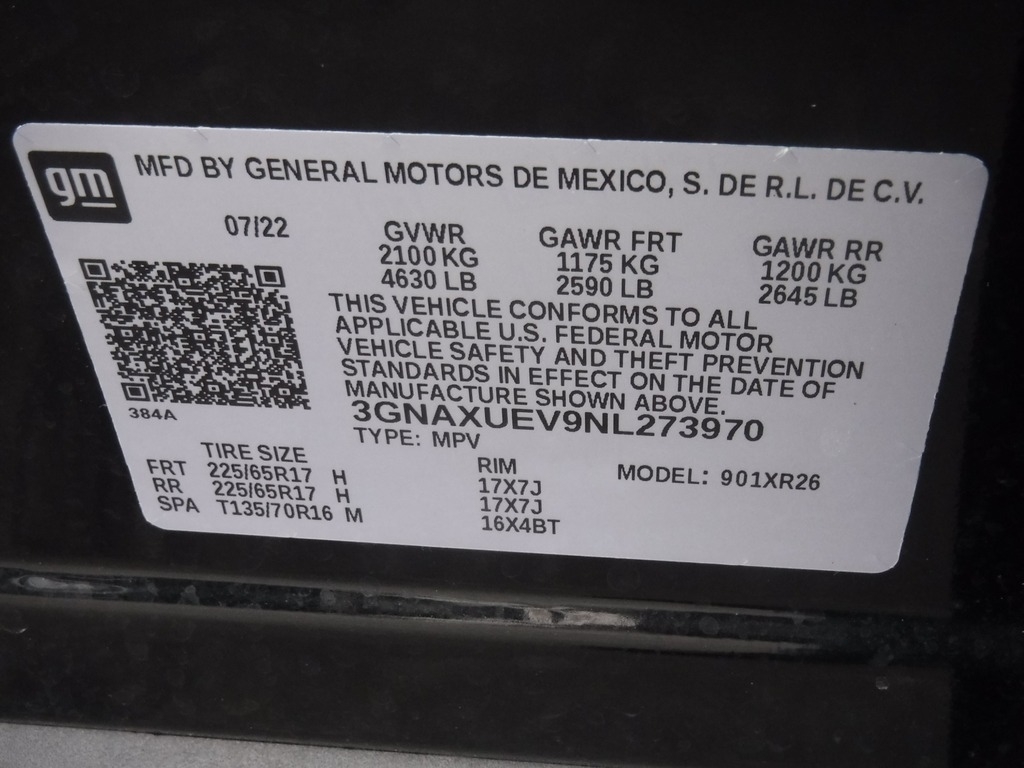 gm
MFD BY GENERAL MOTORS DE MEXICO, S. DE R.L. DE C.V.
07/22 GVWR GAWR FRT GAWR RR
2100 KG 1175 KG 1200 KG
4630 LB 2590 LB 2645 LB
THIS VEHICLE CONFORMS TO ALL
APPLICABLE U.S. FEDERAL MOTOR
VEHICLE SAFETY AND THEFT PREVENTION
STANDARDS IN EFFECT ON THE DATE OF
MANUFACTURE SHOWN ABOVE.
384A
3GNAXUEV9NL273970
TYPE: MPV
TIRE SIZE RIM MODEL: 901XR26
FRT 225/65R17 H 17X7J
RR 225/65R17 H 17X7J
SPA T135/70R16 M 16X4BT